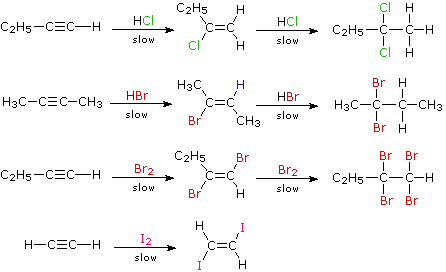 C₂H₅–C≡C–H
HCl
slow
C₂H₅ H
C=C
Cl H
HCl
slow
Cl H
C₂H₅–C–C–H
Cl H
H₃C–C≡C–CH₃
HBr
slow
H₃C H
C=C
Br CH₃
HBr
slow
Br H
H₃C–C–C–CH₃
Br H
C₂H₅–C≡C–H
Br₂
slow
C₂H₅ Br
C=C
Br H
Br₂
slow
Br Br
C₂H₅–C–C–H
Br Br
H–C≡C–H
I₂
slow
H I
C=C
I H